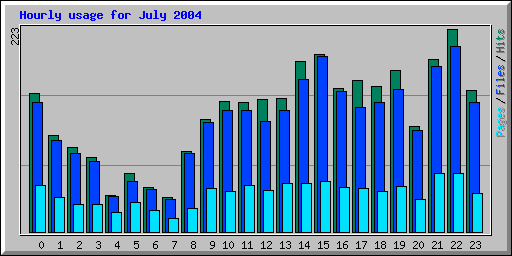 Hourly usage for July 2004
223
Pages/Files/Hits
0 1 2 3 4 5 6 7 8 9 10 11 12 13 14 15 16 17 18 19 20 21 22 23